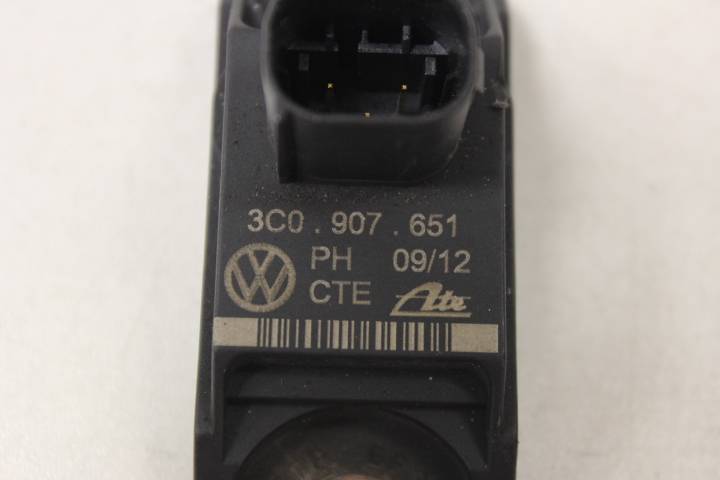 3C0 . 907 . 651
PH 09/12
CTE Ate